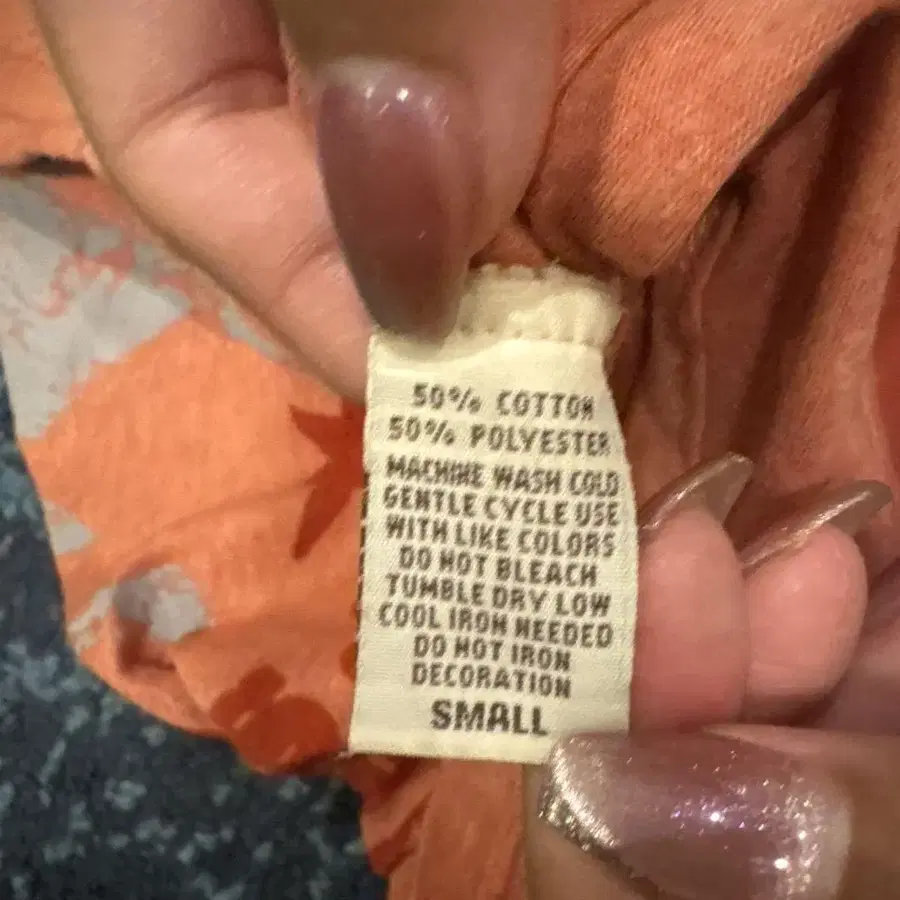 50% COTTON
50% POLYESTER
MACHINE WASH COLD
GENTLE CYCLE USE
WITH LIKE COLORS
DO NOT BLEACH
TUMBLE DRY LOW
COOL IRON NEEDED
DO NOT IRON
DECORATION
SMALL